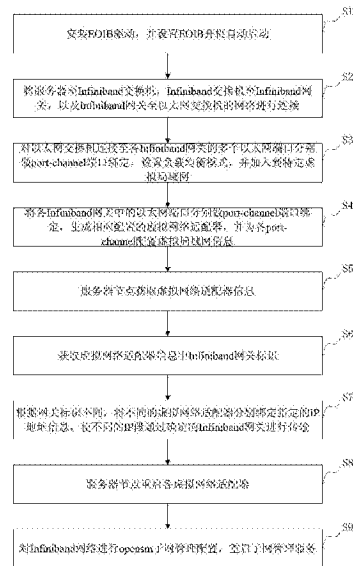 S1
安装EOIB驱动，并设置EOIB开机自动启动
S2
将服务器至Infiniband交换机，Infiniband交换机至Infiniband网
关，以及Infiniband网关至以太网交换机的网络进行连接
S3
对以太网交换机连接至各Infiniband网关的多个以太网端口分别
做port-channel端口绑定，设置负载均衡模式，并加入到特定虚
拟局域网
S4
将各Infiniband网关中的以太网端口分别做port-channel端口绑
定，生成相应配置的虚拟网络适配器，并为各port-
channel配置虚拟局域网信息
S5
服务器节点获取虚拟网络适配器信息
S6
获取虚拟网络适配器信息中Infiniband网关标识
S7
根据网关标识不同，将不同的虚拟网络适配器分别绑定指定的IP
地址信息，使不同的IP段通过确定的Infiniband网关进行传输
S8
服务器节点重启各虚拟网络适配器
S9
对Infiniband网络进行opensm子网管理配置，重启子网管理服务